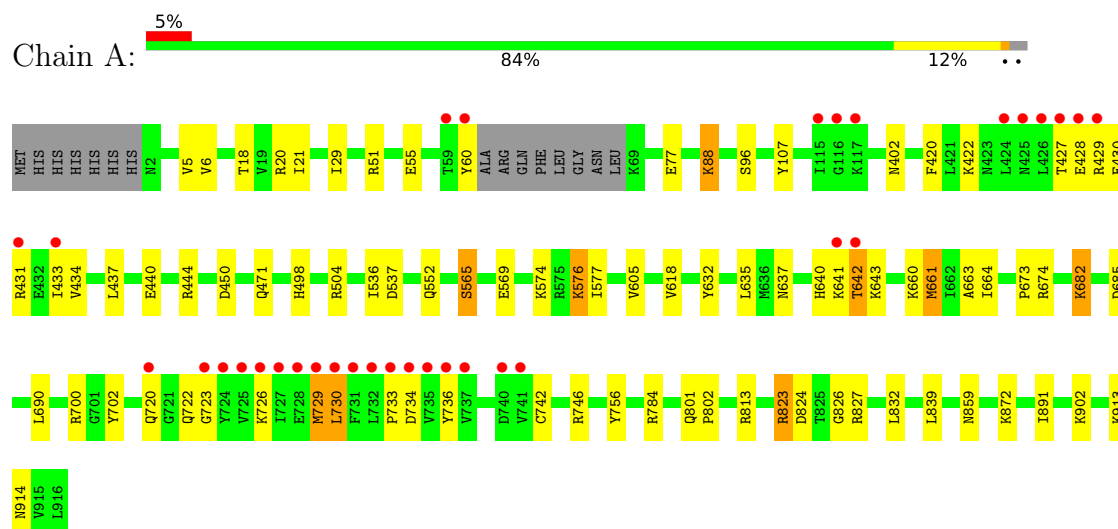 5%
Chain A:
84% 12% • •
MET HIS HIS HIS HIS HIS HIS N2 V5 V6 T18 V19 R20 I21 I29 R51 E55 T59 Y60 ALA ARG GLN PHE LEU GLY ASN LEU K69 E77 K88 S96 Y107 I115 G116 K117 N402 F420 L421 K422 N423 L424 N425 L426 T427 E428 R429
R431 E432 I433 V434 L437 E440 R444 D450 Q471 H498 R504 I536 D537 Q552 S565 E569 K574 R575 K576 I577 V605 V618 Y632 L635 M636 N637 H640 K641 T642 K643 K660 M661 I662 A663 I664 P673 R674 K682
L690 R700 G701 Y702 Q720 G721 Q722 G723 Y724 V725 K726 I727 E728 M729 L730 F731 L732 P733 D734 V735 Y736 V737 D740 V741 C742 R746 Y756 R784 Q801 P802 R813 R823 D824 T825 G826 R827 L832 L839 N859 K872 I891 K902 K913
N914 V915 L916